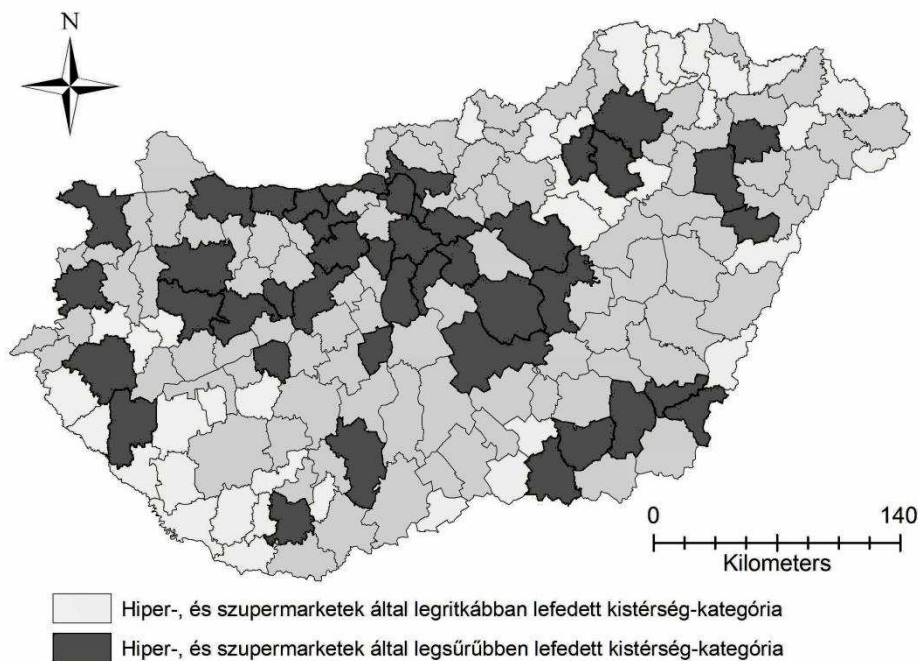 N
0 140
Kilometers
Hiper-, és szupermarketek által legritkábban lefedett kistérség-kategória
Hiper-, és szupermarketek által legsűrűbben lefedett kistérség-kategória